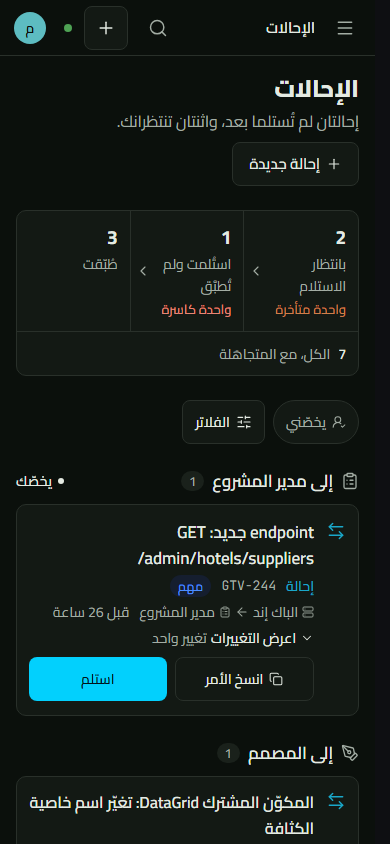 الإحالات
م
الإحالات
إحالتان لم تُستلما بعد، واثنتان تنتظرانك.
إحالة جديدة
2
بانتظار
الاستلام
واحدة متأخرة
1
استُلمت ولم
تُطبَّق
واحدة كاسرة
3
طُبّقت
7 الكل، مع المتجاهلة
يخصّني
الفلاتر
إلى مدير المشروع 1
يخصّك
endpoint جديد: GET
/admin/hotels/suppliers
إحالة GTV-244 مهم
الباك إند ← مدير المشروع قبل 26 ساعة
اعرض التغييرات تغيير واحد
انسخ الأمر
استلم
إلى المصمم 1
المكوّن المشترك DataGrid: تغيّر اسم خاصية
الكثافة